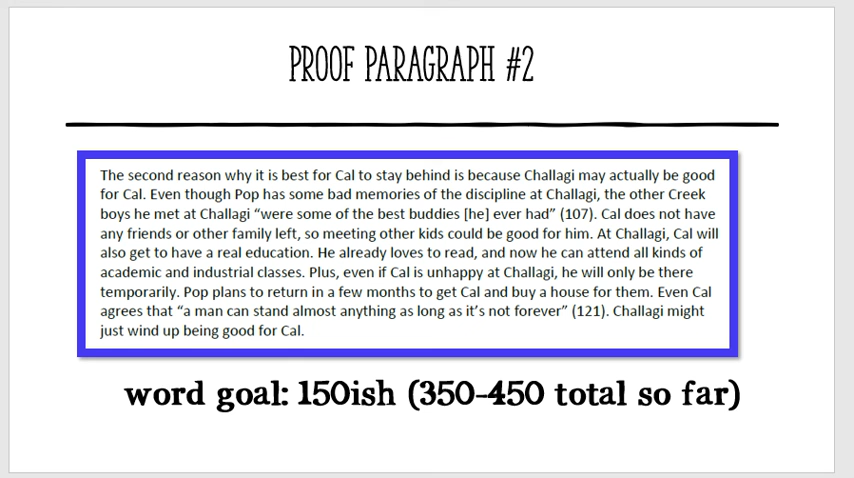 PROOF PARAGRAPH #2
The second reason why it is best for Cal to stay behind is because Challagi may actually be good
for Cal. Even though Pop has some bad memories of the discipline at Challagi, the other Creek
boys he met at Challagi “were some of the best buddies [he] ever had” (107). Cal does not have
any friends or other family left, so meeting other kids could be good for him. At Challagi, Cal will
also get to have a real education. He already loves to read, and now he can attend all kinds of
academic and industrial classes. Plus, even if Cal is unhappy at Challagi, he will only be there
temporarily. Pop plans to return in a few months to get Cal and buy a house for them. Even Cal
agrees that “a man can stand almost anything as long as it’s not forever” (121). Challagi might
just wind up being good for Cal.
word goal: 150ish (350-450 total so far)